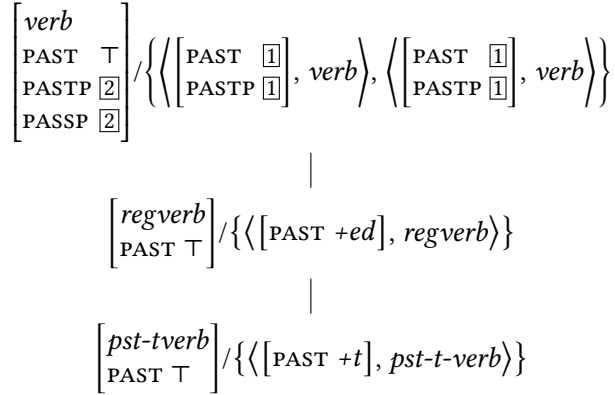 verb
PAST ⊤
PASTP [2]
PASSP [2]
/{⟨[PAST [1] PASTP [1]], verb⟩, ⟨[PAST [1] PASTP [1]], verb⟩}
regverb
PAST ⊤
/{⟨[PAST +ed], regverb⟩}
pst-tverb
PAST ⊤
/{⟨[PAST +t], pst-t-verb⟩}